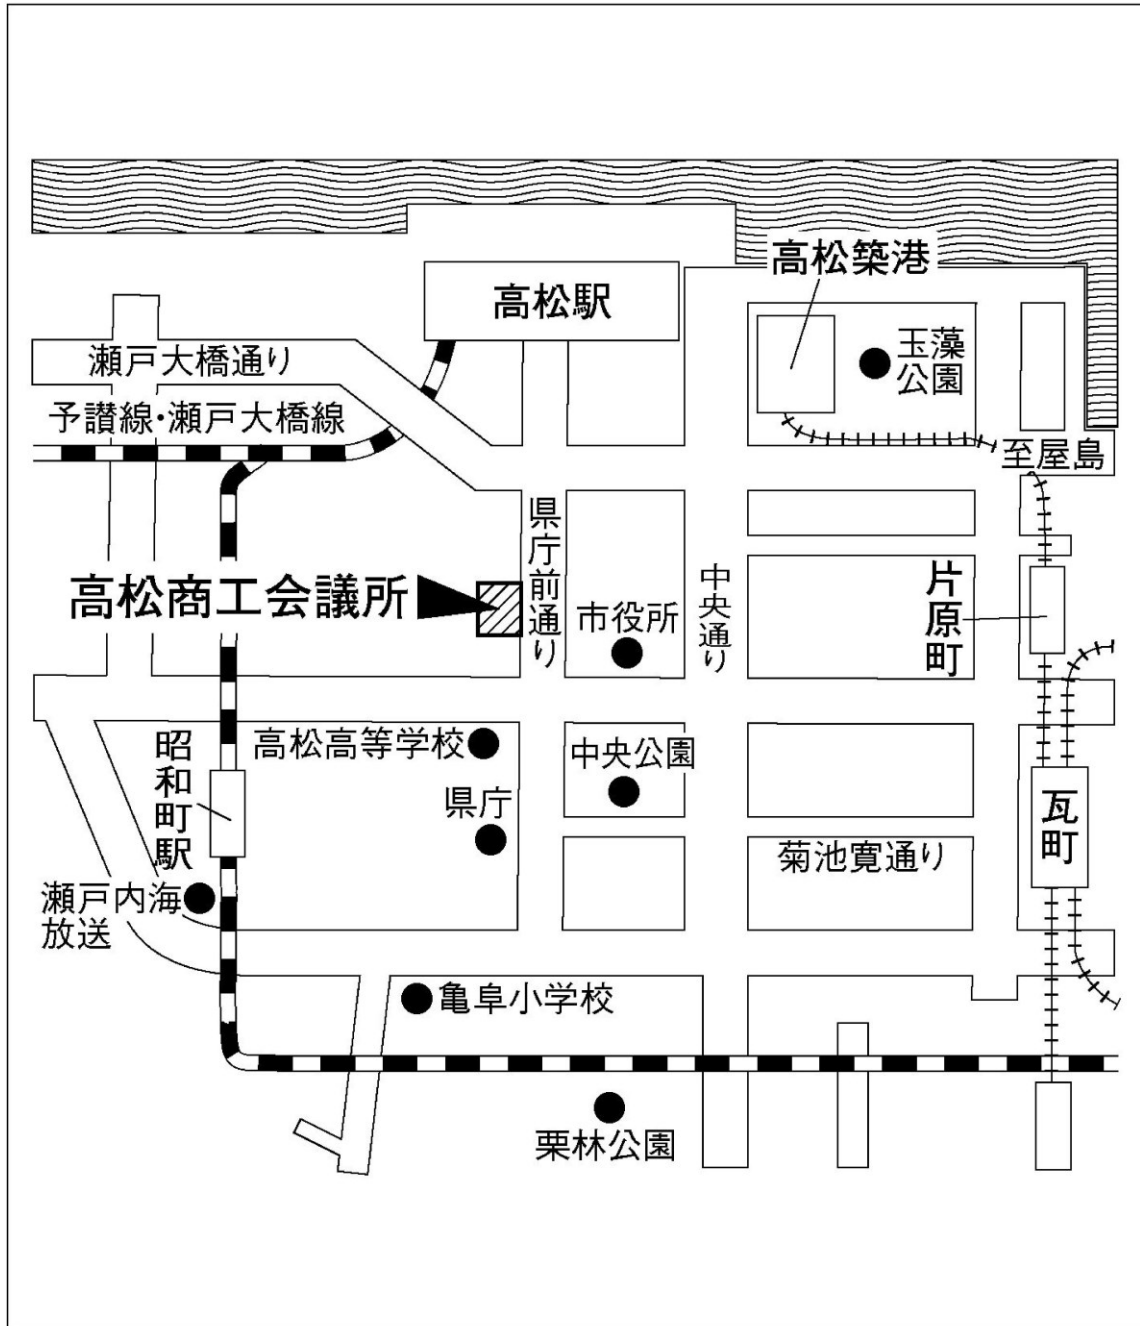 高松築港
高松駅
玉藻
公園
瀬戸大橋通り
予讃線・瀬戸大橋線
至屋島
県庁前通り
中央通り
片原町
高松商工会議所
市役所
昭和町駅
高松高等学校
中央公園
県庁
瓦町
菊池寛通り
瀬戸内海
放送
亀阜小学校
栗林公園